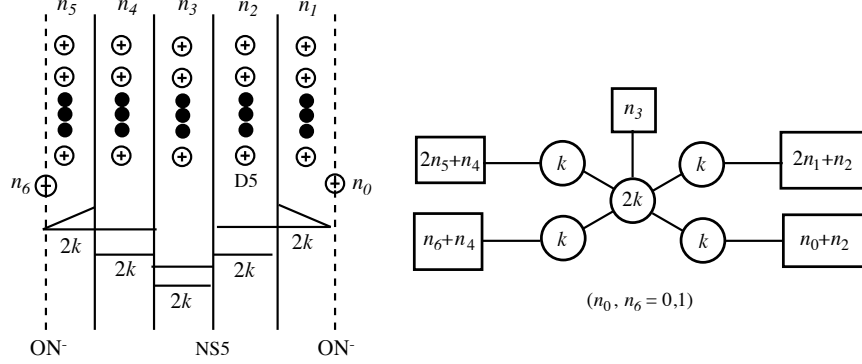 n5 n4 n3 n2 n1
n6
D5
n0
2k
2k
2k
2k
2k
ON-
NS5
ON-
n3
2n5+n4
k
k
2n1+n2
2k
n6+n4
k
k
n0+n2
(n0, n6 = 0,1)